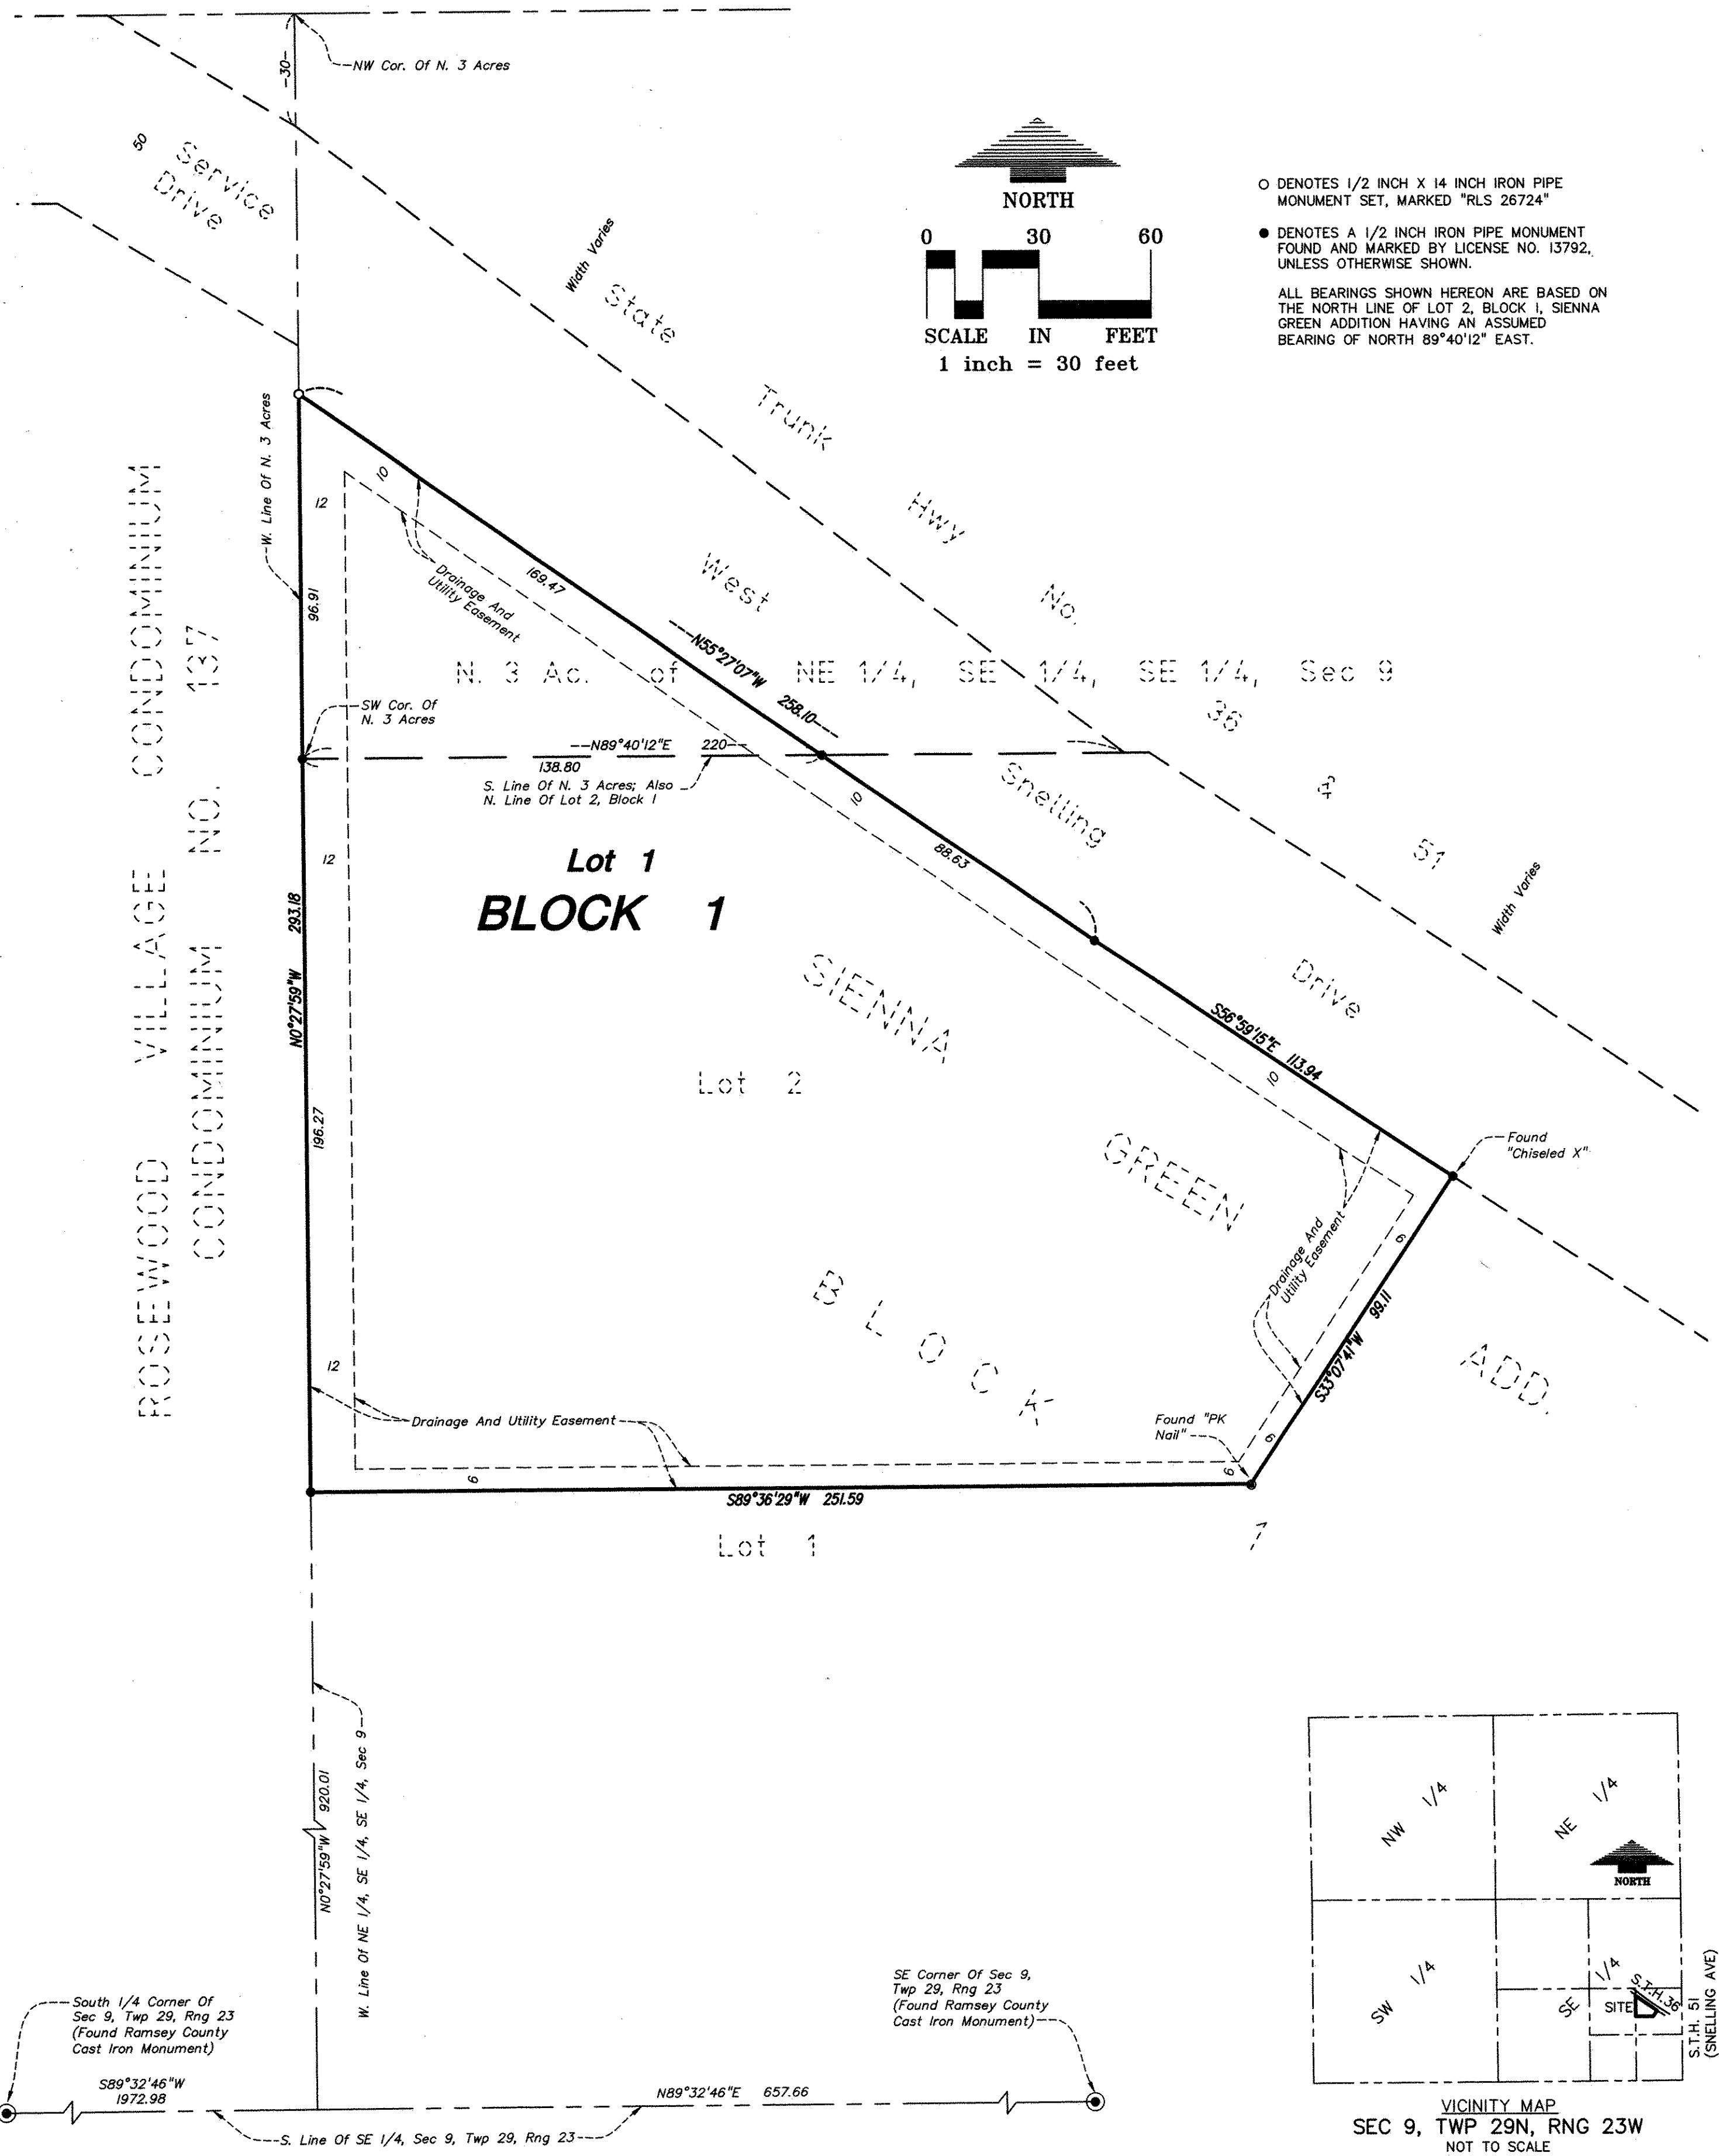 NW Cor. Of N. 3 Acres
30
50
Service
Drive
Width Varies
NORTH
0 30 60
SCALE IN FEET
1 inch = 30 feet
DENOTES 1/2 INCH X 14 INCH IRON PIPE
MONUMENT SET, MARKED "RLS 26724"
DENOTES A 1/2 INCH IRON PIPE MONUMENT
FOUND AND MARKED BY LICENSE NO. 13792,
UNLESS OTHERWISE SHOWN.
ALL BEARINGS SHOWN HEREON ARE BASED ON
THE NORTH LINE OF LOT 2, BLOCK 1, SIENNA
GREEN ADDITION HAVING AN ASSUMED
BEARING OF NORTH 89°40'12" EAST.
State Trunk Hwy No. 36 & 51
Width Varies
West Snelling Drive
W. Line Of N. 3 Acres
12
10
96.91
Drainage And
Utility Easement
169.47
N55°27'07"W 258.10
N. 3 Ac. of NE 1/4, SE 1/4, SE 1/4, Sec 9
SW Cor. Of
N. 3 Acres
N89°40'12"E 220
138.80
S. Line Of N. 3 Acres; Also
N. Line Of Lot 2, Block 1
10
88.63
12
Lot 1
BLOCK 1
ROSEWOOD VILLAGE CONDOMINIUM
CONDOMINIUM NO. 137
N0°27'59"W 293.18
196.27
SIENNA GREEN ADD.
Lot 2
BLOCK 1
S56°59'15"E 113.94
10
Found
"Chiseled X"
6
Drainage And
Utility Easement
S33°07'41"W 99.11
12
Drainage And Utility Easement
Found "PK
Nail"
6
6
6
S89°36'29"W 251.59
Lot 1
N0°27'59"W 920.01
W. Line Of NE 1/4, SE 1/4, SE 1/4, Sec 9
South 1/4 Corner Of
Sec 9, Twp 29, Rng 23
(Found Ramsey County
Cast Iron Monument)
S89°32'46"W
1972.98
S. Line Of SE 1/4, Sec 9, Twp 29, Rng 23
N89°32'46"E 657.66
SE Corner Of Sec 9,
Twp 29, Rng 23
(Found Ramsey County
Cast Iron Monument)
NW 1/4
NE 1/4
NORTH
SW 1/4
SE 1/4
SITE
S.T.H.36
S.T.H. 51
(SNELLING AVE)
VICINITY MAP
SEC 9, TWP 29N, RNG 23W
NOT TO SCALE